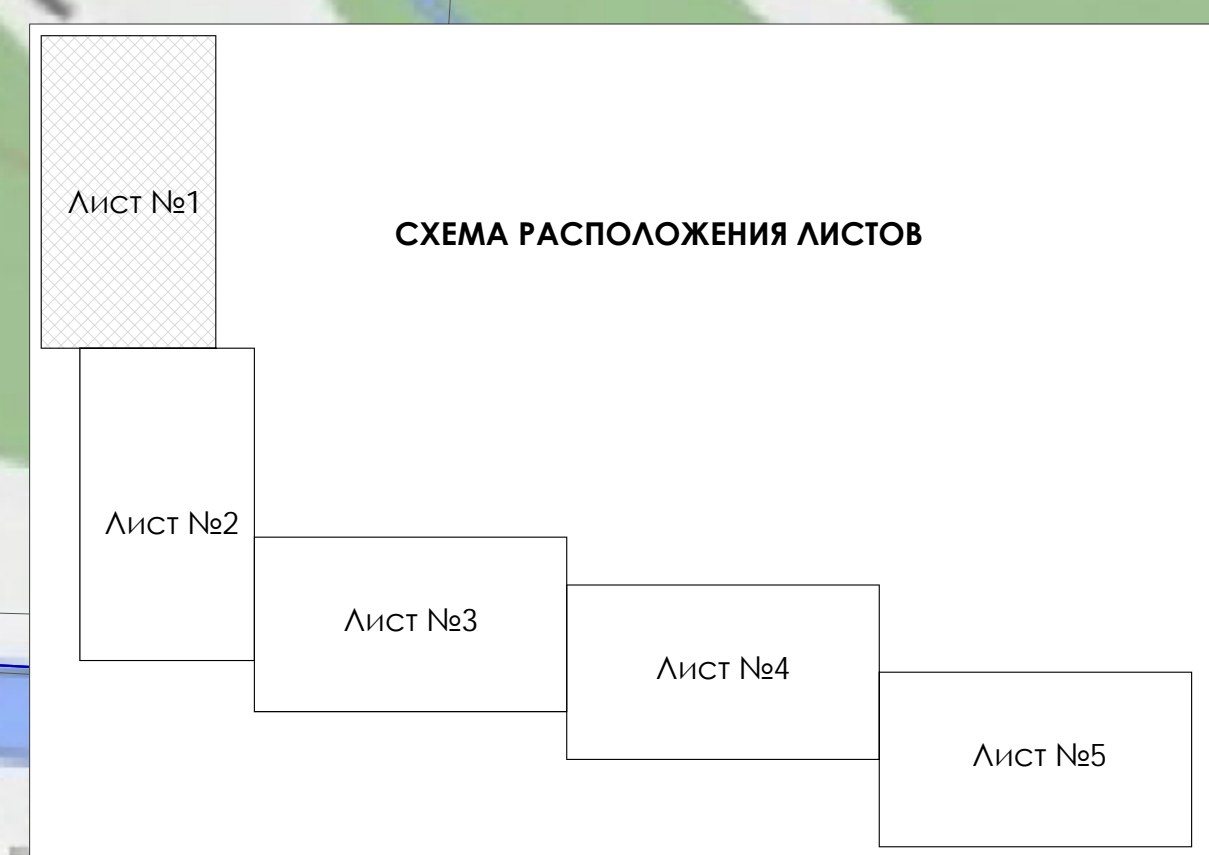 Лист №1
СХЕМА РАСПОЛОЖЕНИЯ ЛИСТОВ
Лист №2
Лист №3
Лист №4
Лист №5